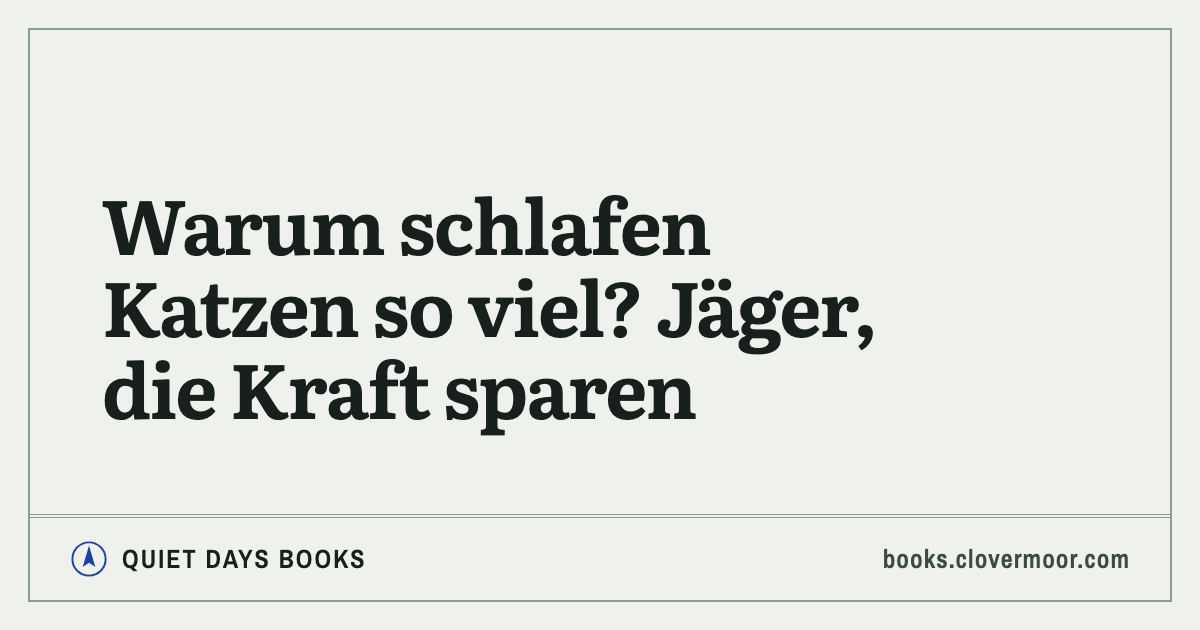 Warum schlafen
Katzen so viel? Jäger,
die Kraft sparen
QUIET DAYS BOOKS
books.clovermoor.com